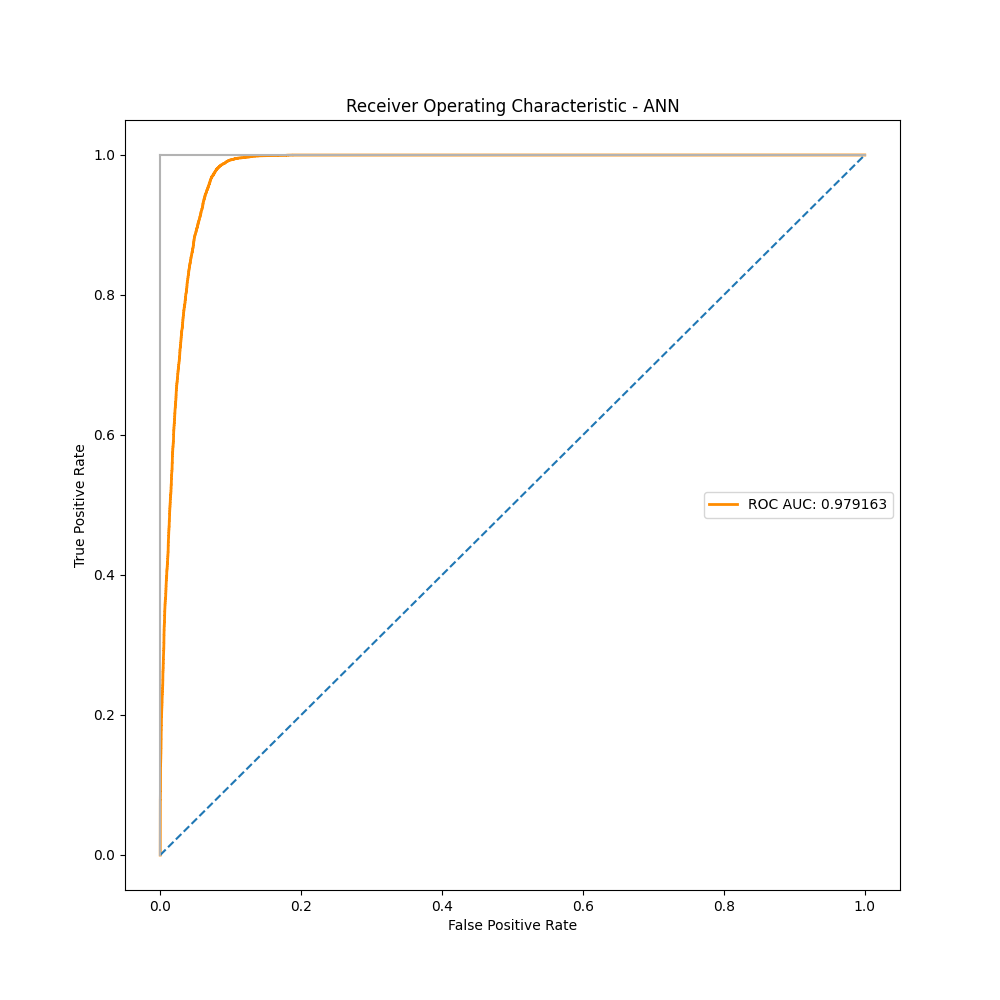 Receiver Operating Characteristic - ANN
1.0
0.8
0.6
0.4
0.2
0.0
True Positive Rate
ROC AUC: 0.979163
0.0 0.2 0.4 0.6 0.8 1.0
False Positive Rate